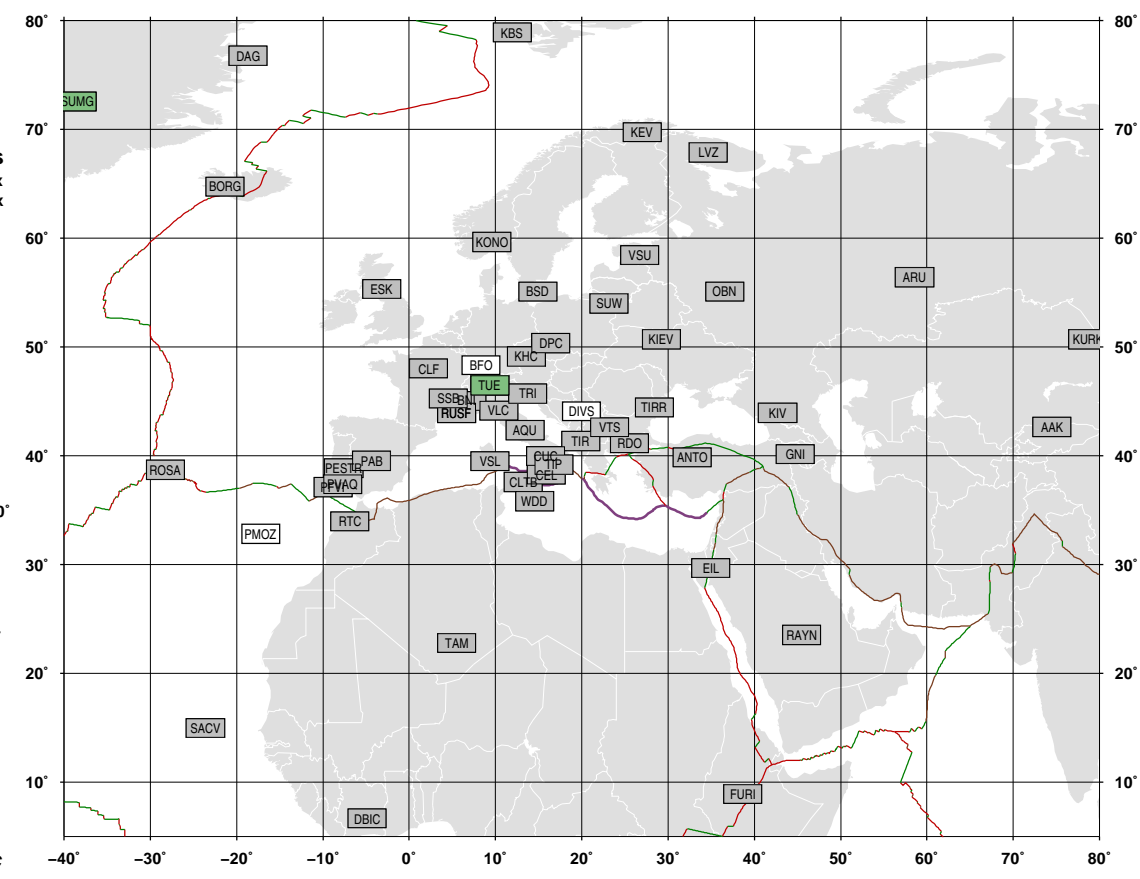 80° 80°
KBS
DAG
SUMG
70° 70°
KEV
LVZ
s
x
BORG
x
60° 60°
KONO
VSU
ARU
ESK
BSD
OBN
SUW
50° 50°
KIEV
KURK
DPC
KHC
BFO
CLF
TUE
TRI
SSB
TIRR
VLC
DIVS
KIV
RUSF
VTS
AAK
AQU
TIR
RDO
GNI
40° 40°
CUC
ANTO
PAB
VSL
TIP
ROSA
PESTR
CEL
CLTB
PVAQ
WDD
0°
RTC
PMOZ
30° 30°
EIL
RAYN
TAM
20° 20°
SACV
10° 10°
FURI
DBIC
−40° −30° −20° −10° 0° 10° 20° 30° 40° 50° 60° 70° 80°